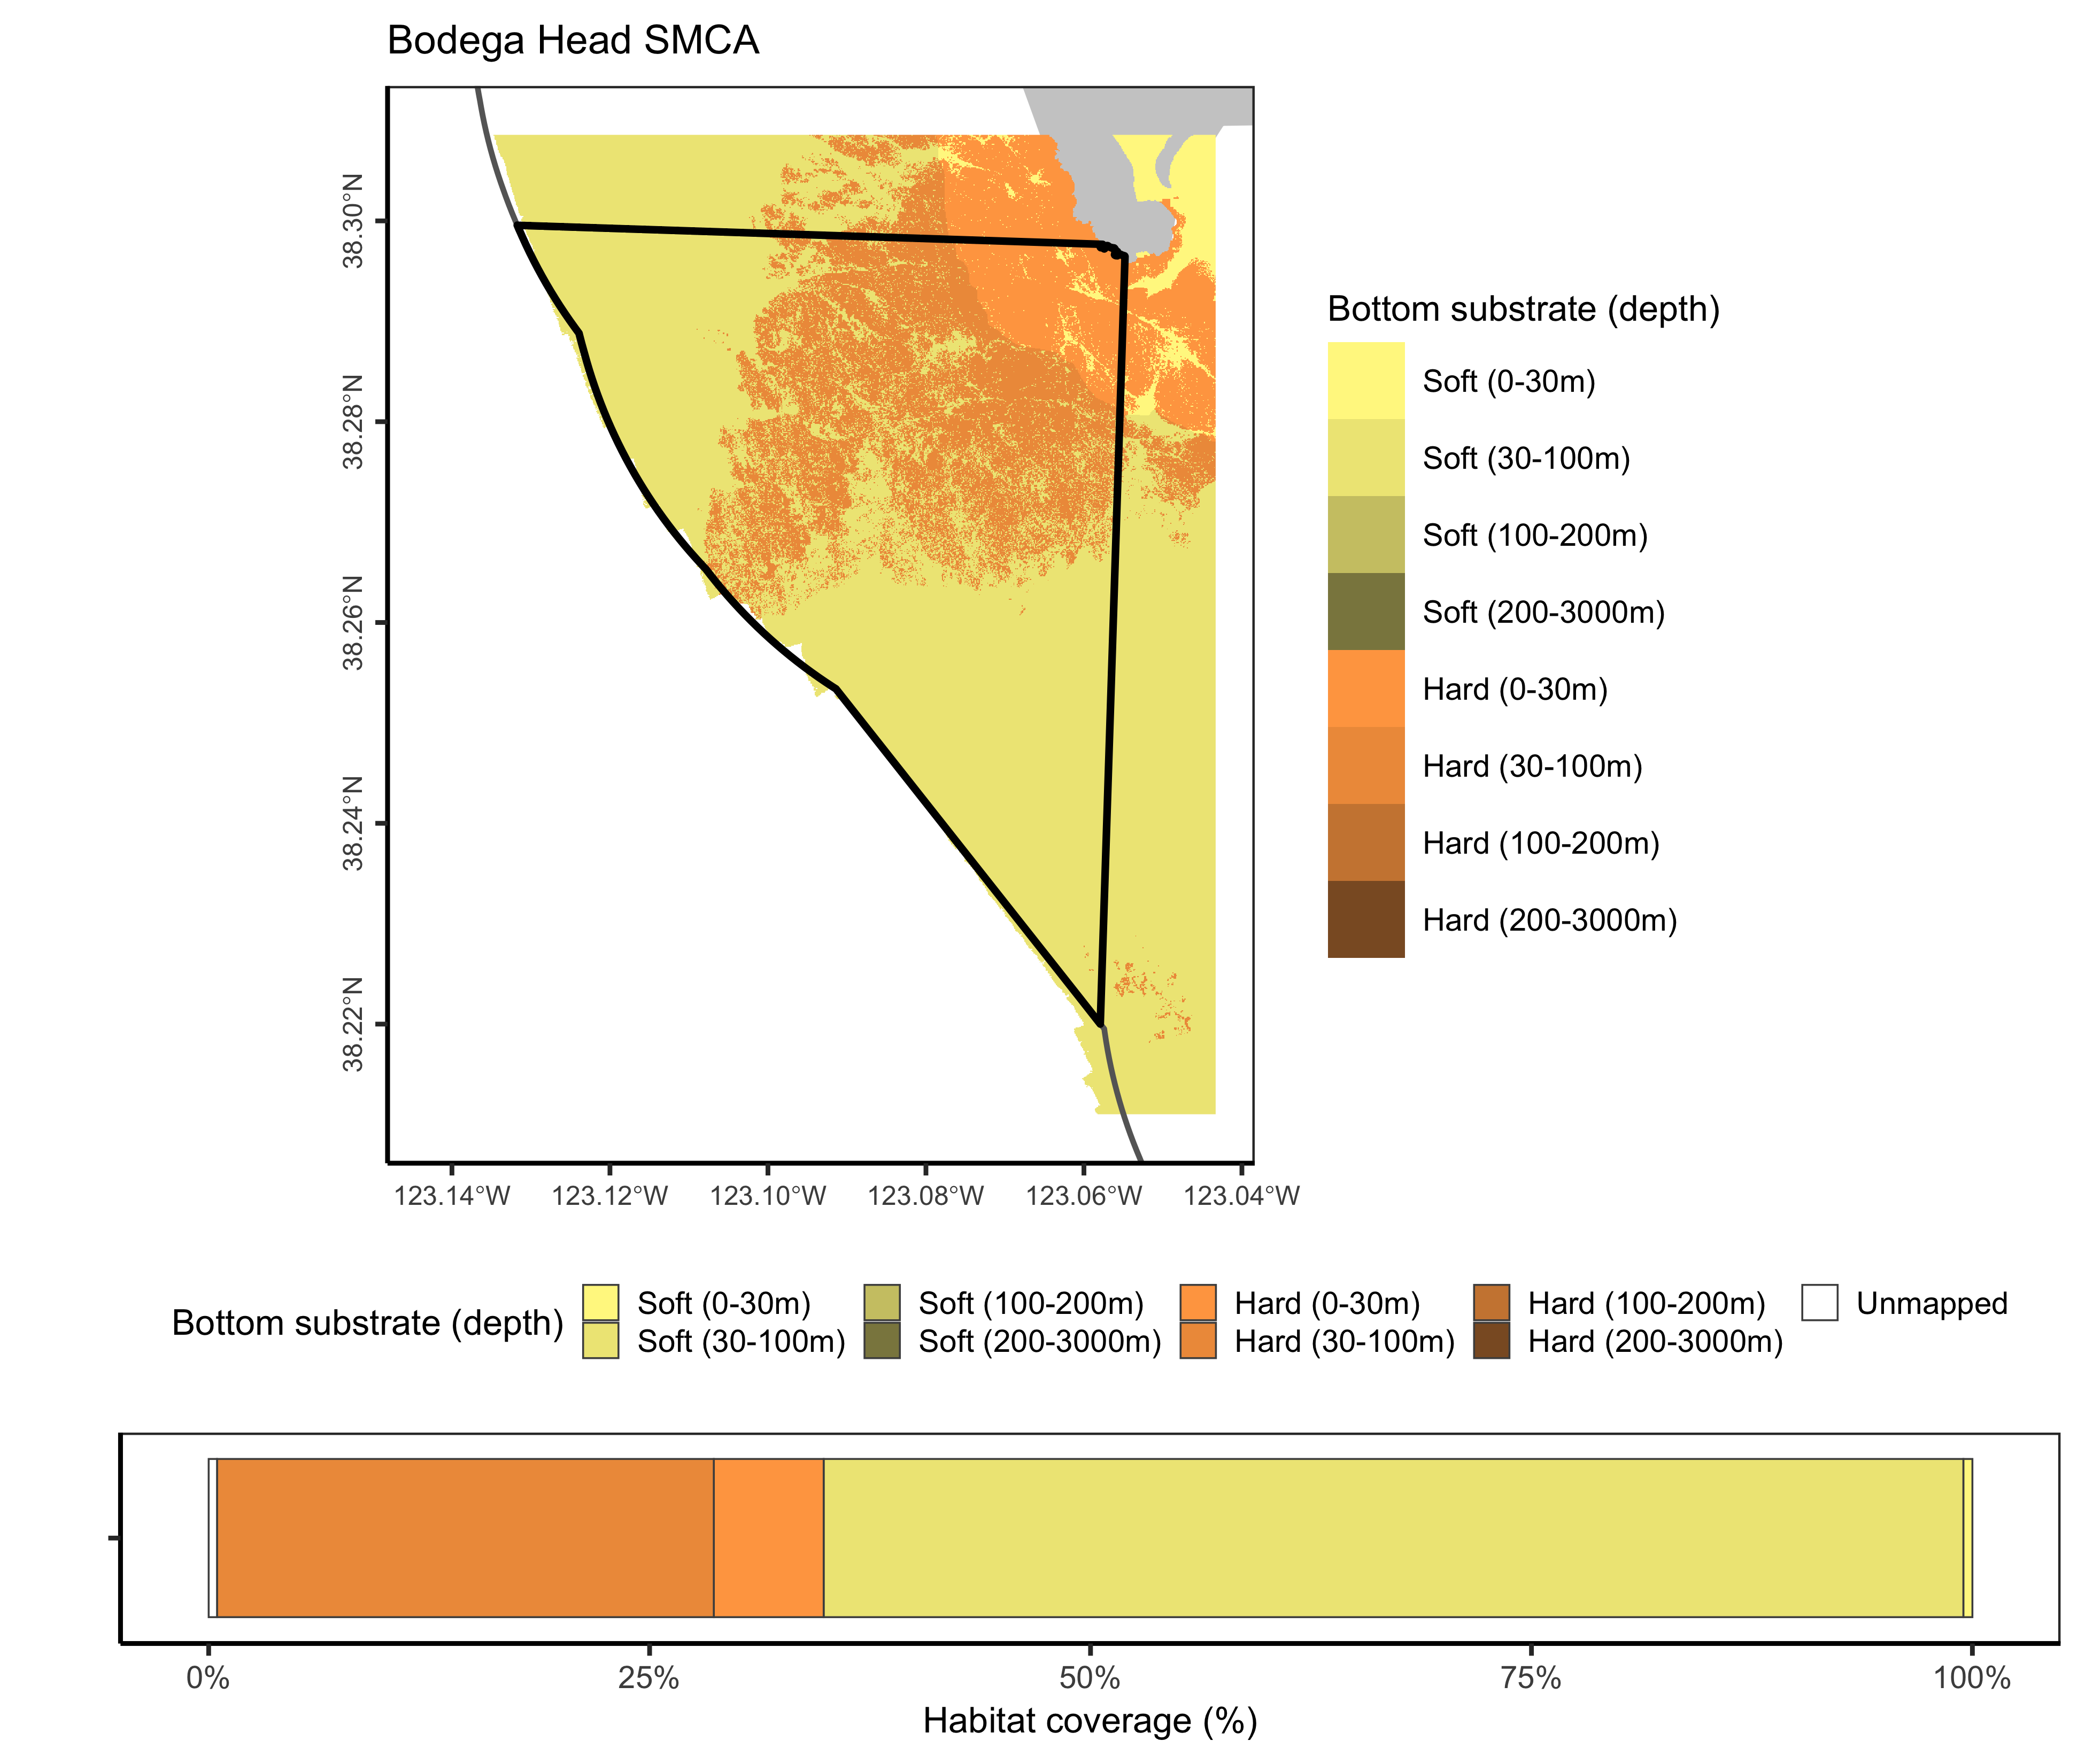 Bodega Head SMCA
38.30°N
38.28°N
38.26°N
38.24°N
38.22°N
123.14°W 123.12°W 123.10°W 123.08°W 123.06°W 123.04°W
Bottom substrate (depth)
Soft (0-30m)
Soft (30-100m)
Soft (100-200m)
Soft (200-3000m)
Hard (0-30m)
Hard (30-100m)
Hard (100-200m)
Hard (200-3000m)
Bottom substrate (depth)
Soft (0-30m) Soft (100-200m) Hard (0-30m) Hard (100-200m) Unmapped
Soft (30-100m) Soft (200-3000m) Hard (30-100m) Hard (200-3000m)
0% 25% 50% 75% 100%
Habitat coverage (%)